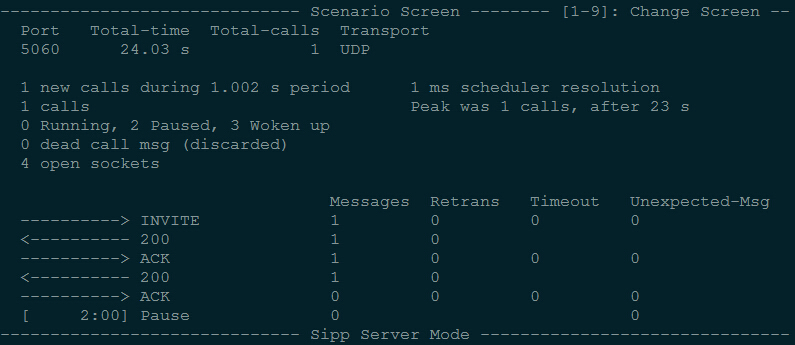 ------------------------------ Scenario Screen -------- [1-9]: Change Screen --
  Port   Total-time  Total-calls  Transport
  5060      24.03 s            1  UDP

  1 new calls during 1.002 s period      1 ms scheduler resolution
  1 calls                                Peak was 1 calls, after 23 s
  0 Running, 2 Paused, 3 Woken up
  0 dead call msg (discarded)
  4 open sockets

                                 Messages  Retrans   Timeout   Unexpected-Msg
  ----------> INVITE             1         0         0         0
  <---------- 200                1         0
  ----------> ACK                1         0         0         0
  <---------- 200                1         0
  ----------> ACK                0         0         0         0
  [     2:00] Pause              0                             0
------------------------------ Sipp Server Mode -------------------------------